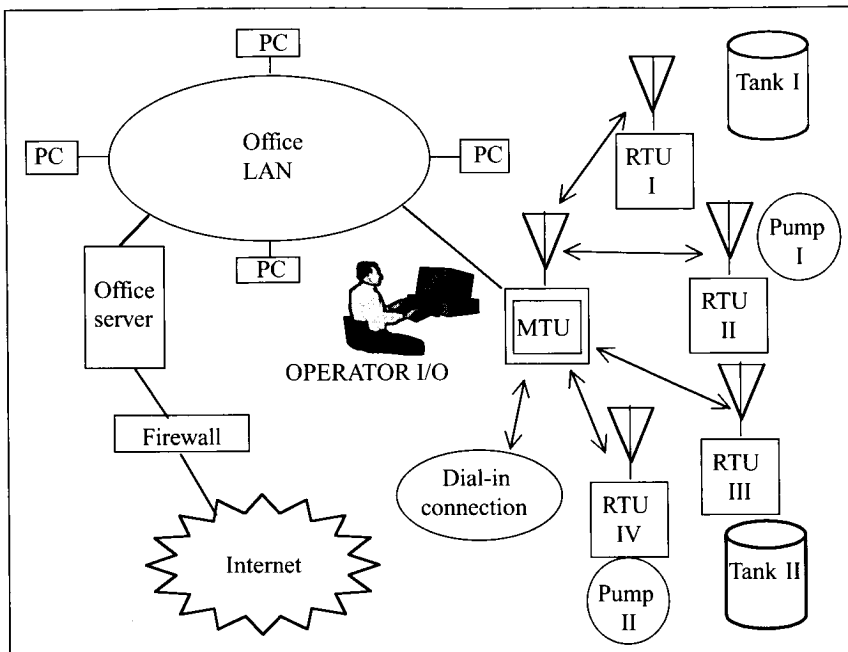 PC
Office
LAN
PC
PC
PC
Office
server
Firewall
Internet
OPERATOR I/O
MTU
Dial-in
connection
RTU
I
Tank I
RTU
II
Pump
I
RTU
III
Tank II
RTU
IV
Pump
II